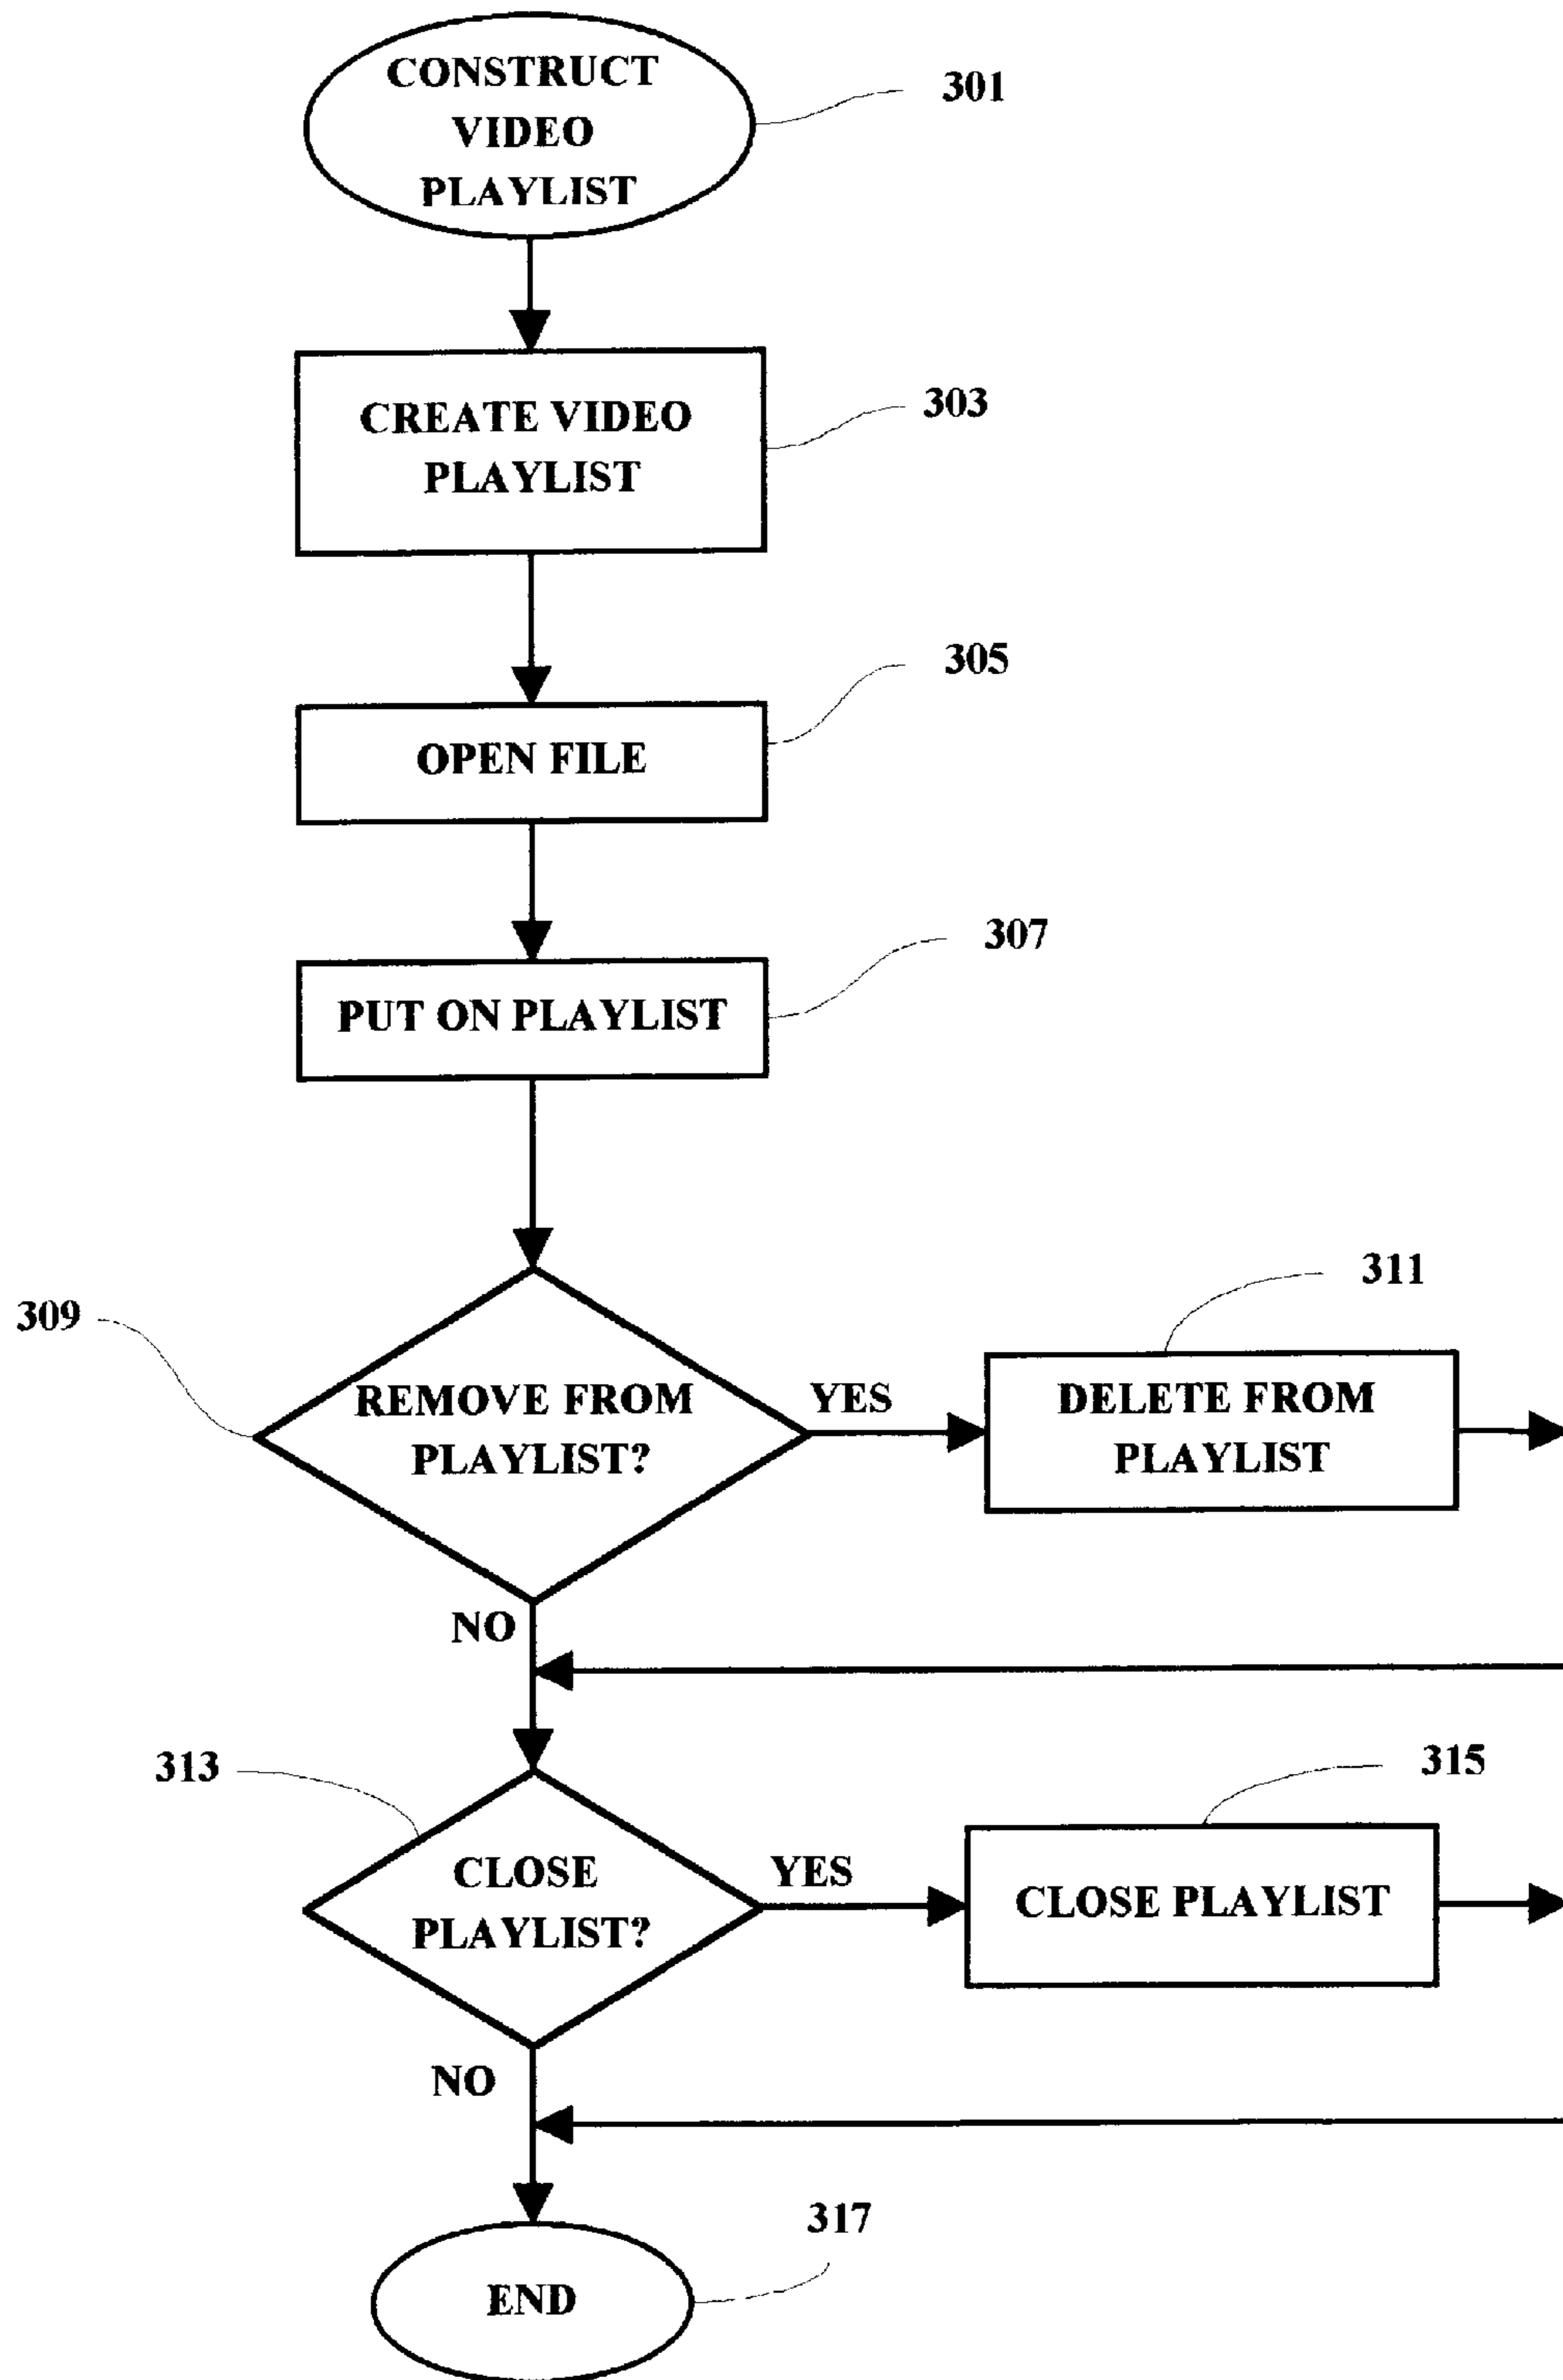 CONSTRUCT
VIDEO
PLAYLIST
301
CREATE VIDEO
PLAYLIST
303
305
OPEN FILE
307
PUT ON PLAYLIST
309
REMOVE FROM
PLAYLIST?
YES
311
DELETE FROM
PLAYLIST
NO
313
CLOSE
PLAYLIST?
YES
315
CLOSE PLAYLIST
NO
317
END